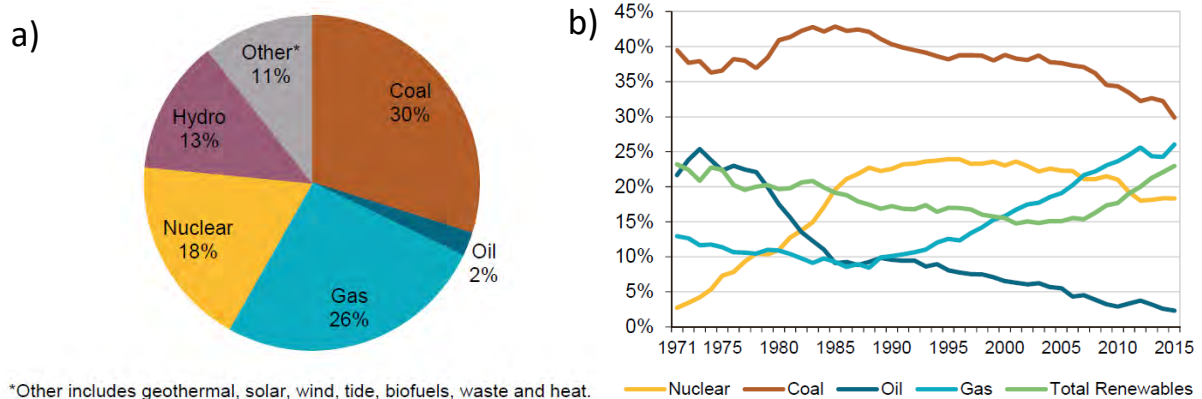 a)
Other*
11%
Coal
30%
Hydro
13%
Nuclear
18%
Oil
2%
Gas
26%
*Other includes geothermal, solar, wind, tide, biofuels, waste and heat.
b)
45%
40%
35%
30%
25%
20%
15%
10%
5%
0%
1971 1975 1980 1985 1990 1995 2000 2005 2010 2015
Nuclear Coal Oil Gas Total Renewables